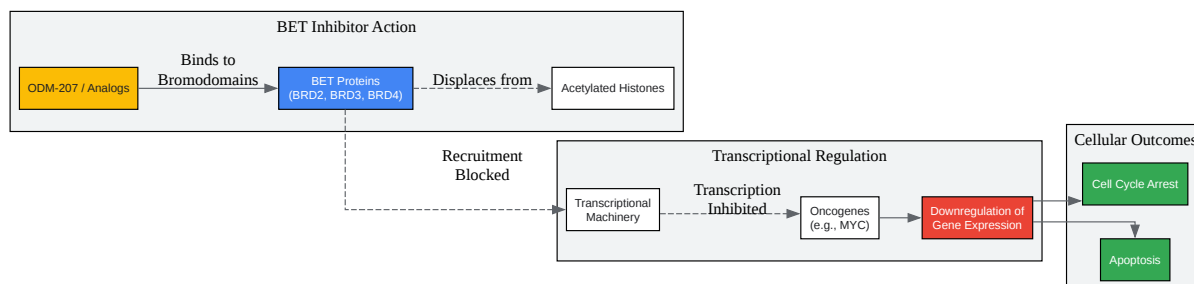 BET Inhibitor Action
ODM-207 / Analogs
Binds to
Bromodomains
BET Proteins
(BRD2, BRD3, BRD4)
Displaces from
Acetylated Histones
Recruitment
Blocked
Transcriptional Regulation
Transcriptional
Machinery
Transcription
Inhibited
Oncogenes
(e.g., MYC)
Downregulation of
Gene Expression
Cellular Outcomes
Cell Cycle Arrest
Apoptosis